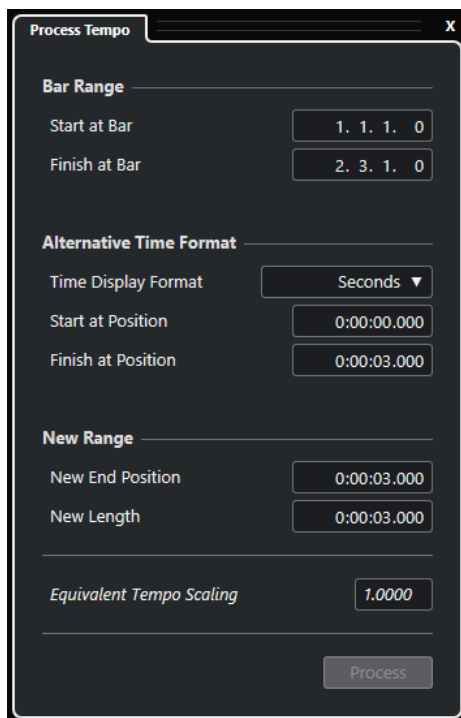 Process Tempo X
Bar Range
Start at Bar 1. 1. 1. 0
Finish at Bar 2. 3. 1. 0
Alternative Time Format
Time Display Format Seconds ▼
Start at Position 0:00:00.000
Finish at Position 0:00:03.000
New Range
New End Position 0:00:03.000
New Length 0:00:03.000
Equivalent Tempo Scaling 1.0000
Process